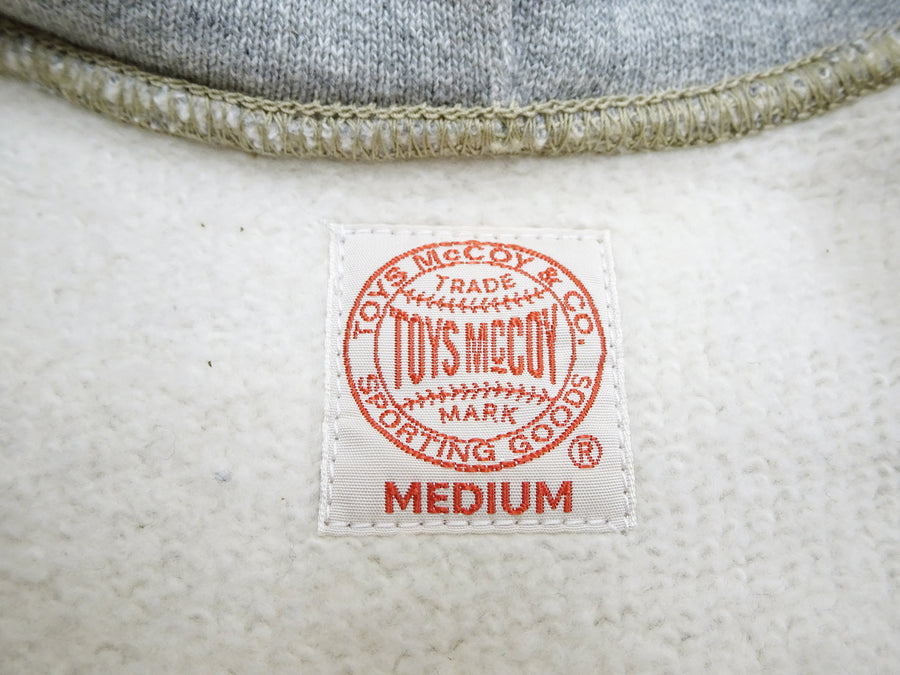 TOYS McCOY & CO.
TRADE
TOYS McCOY
MARK
SPORTING GOODS
®
MEDIUM